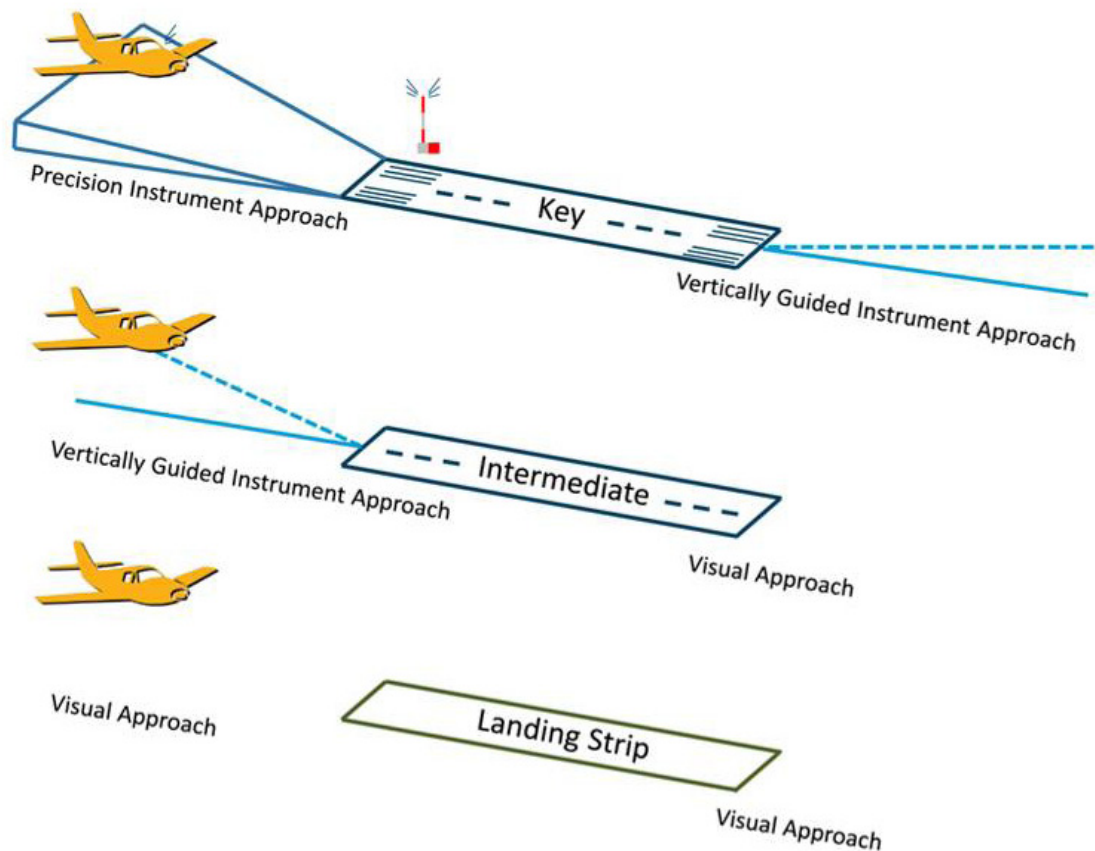 Precision Instrument Approach
Key
Vertically Guided Instrument Approach
Vertically Guided Instrument Approach
Intermediate
Visual Approach
Visual Approach
Landing Strip
Visual Approach